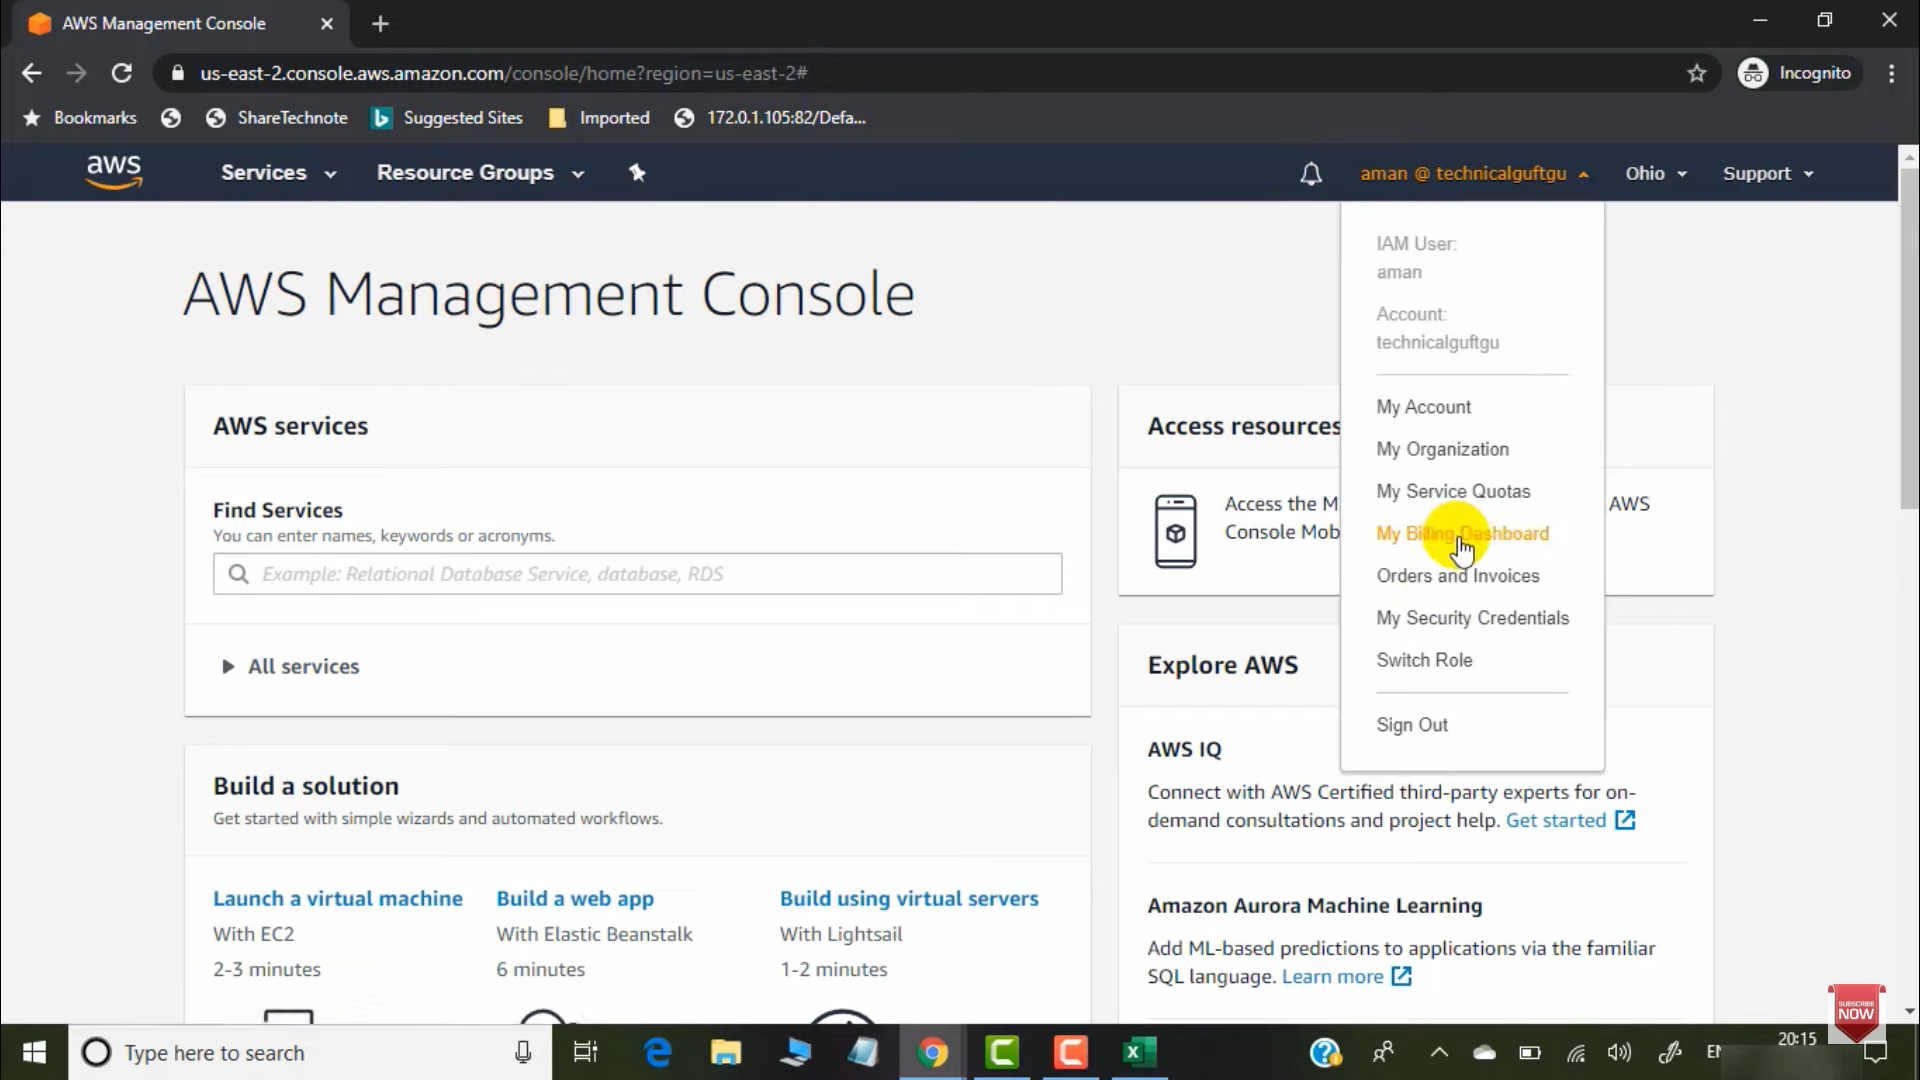 AWS Management Console
us-east-2.console.aws.amazon.com/console/home?region=us-east-2#
Incognito
Bookmarks
ShareTechnote
Suggested Sites
Imported
172.0.1.105:82/Defa...
aws
Services
Resource Groups
aman @ technicalguftgu
Ohio
Support
IAM User:
aman
Account:
technicalguftgu
My Account
My Organization
My Service Quotas
My Billing Dashboard
Orders and Invoices
My Security Credentials
Switch Role
Sign Out
AWS Management Console
AWS services
Find Services
You can enter names, keywords or acronyms.
Example: Relational Database Service, database, RDS
All services
Build a solution
Get started with simple wizards and automated workflows.
Launch a virtual machine
With EC2
2-3 minutes
Build a web app
With Elastic Beanstalk
6 minutes
Build using virtual servers
With Lightsail
1-2 minutes
Access resources
Access the M
AWS
Console Mob
Explore AWS
AWS IQ
Connect with AWS Certified third-party experts for on-
demand consultations and project help. Get started
Amazon Aurora Machine Learning
Add ML-based predictions to applications via the familiar
SQL language. Learn more
SUBSCRIBE
NOW
Type here to search
20:15